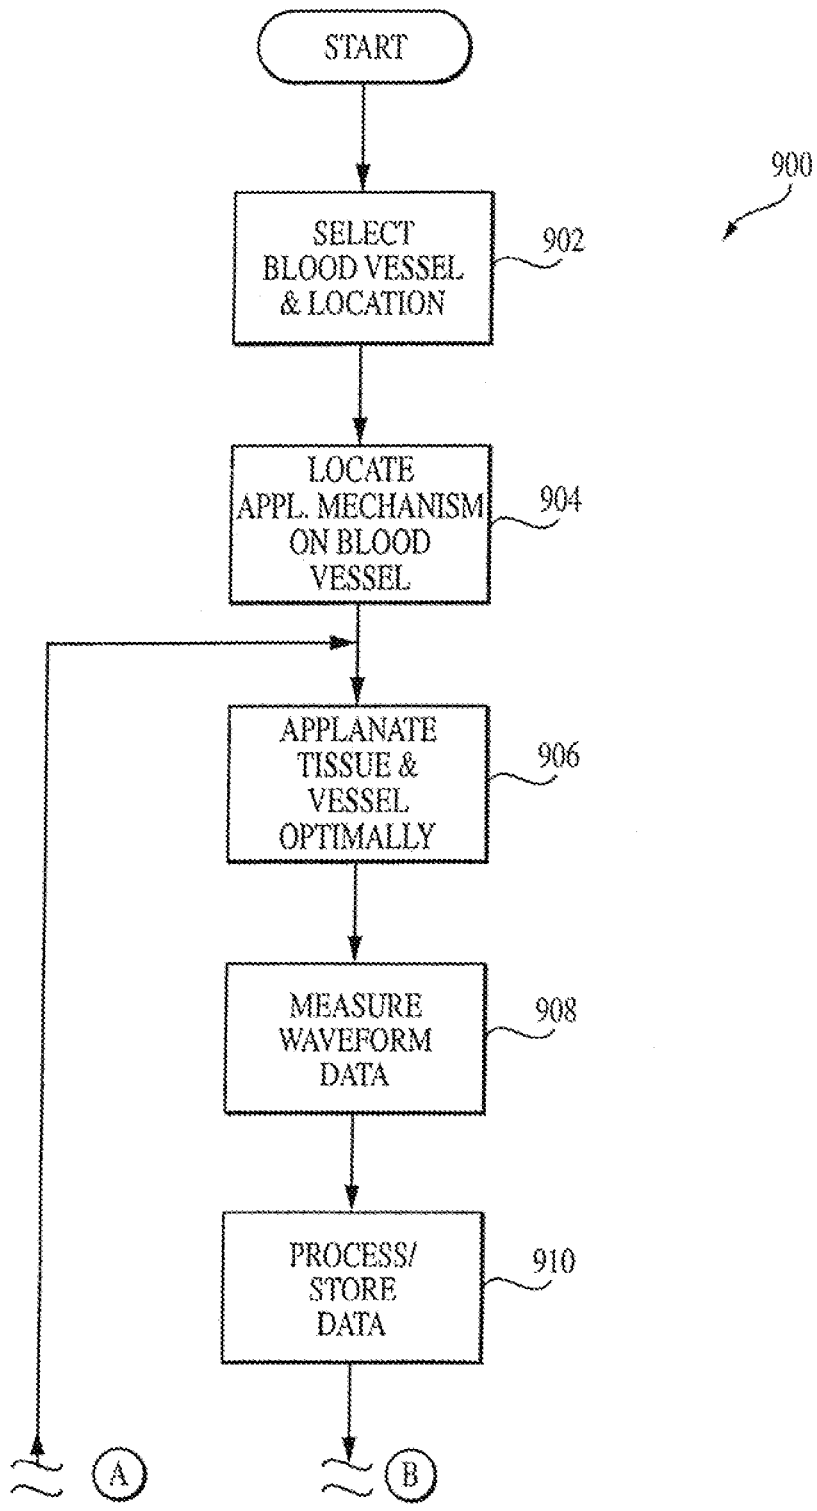 START
900
SELECT
BLOOD VESSEL
& LOCATION
902
LOCATE
APPL. MECHANISM
ON BLOOD
VESSEL
904
APPLANATE
TISSUE &
VESSEL
OPTIMALLY
906
MEASURE
WAVEFORM
DATA
908
PROCESS/
STORE
DATA
910
A
B